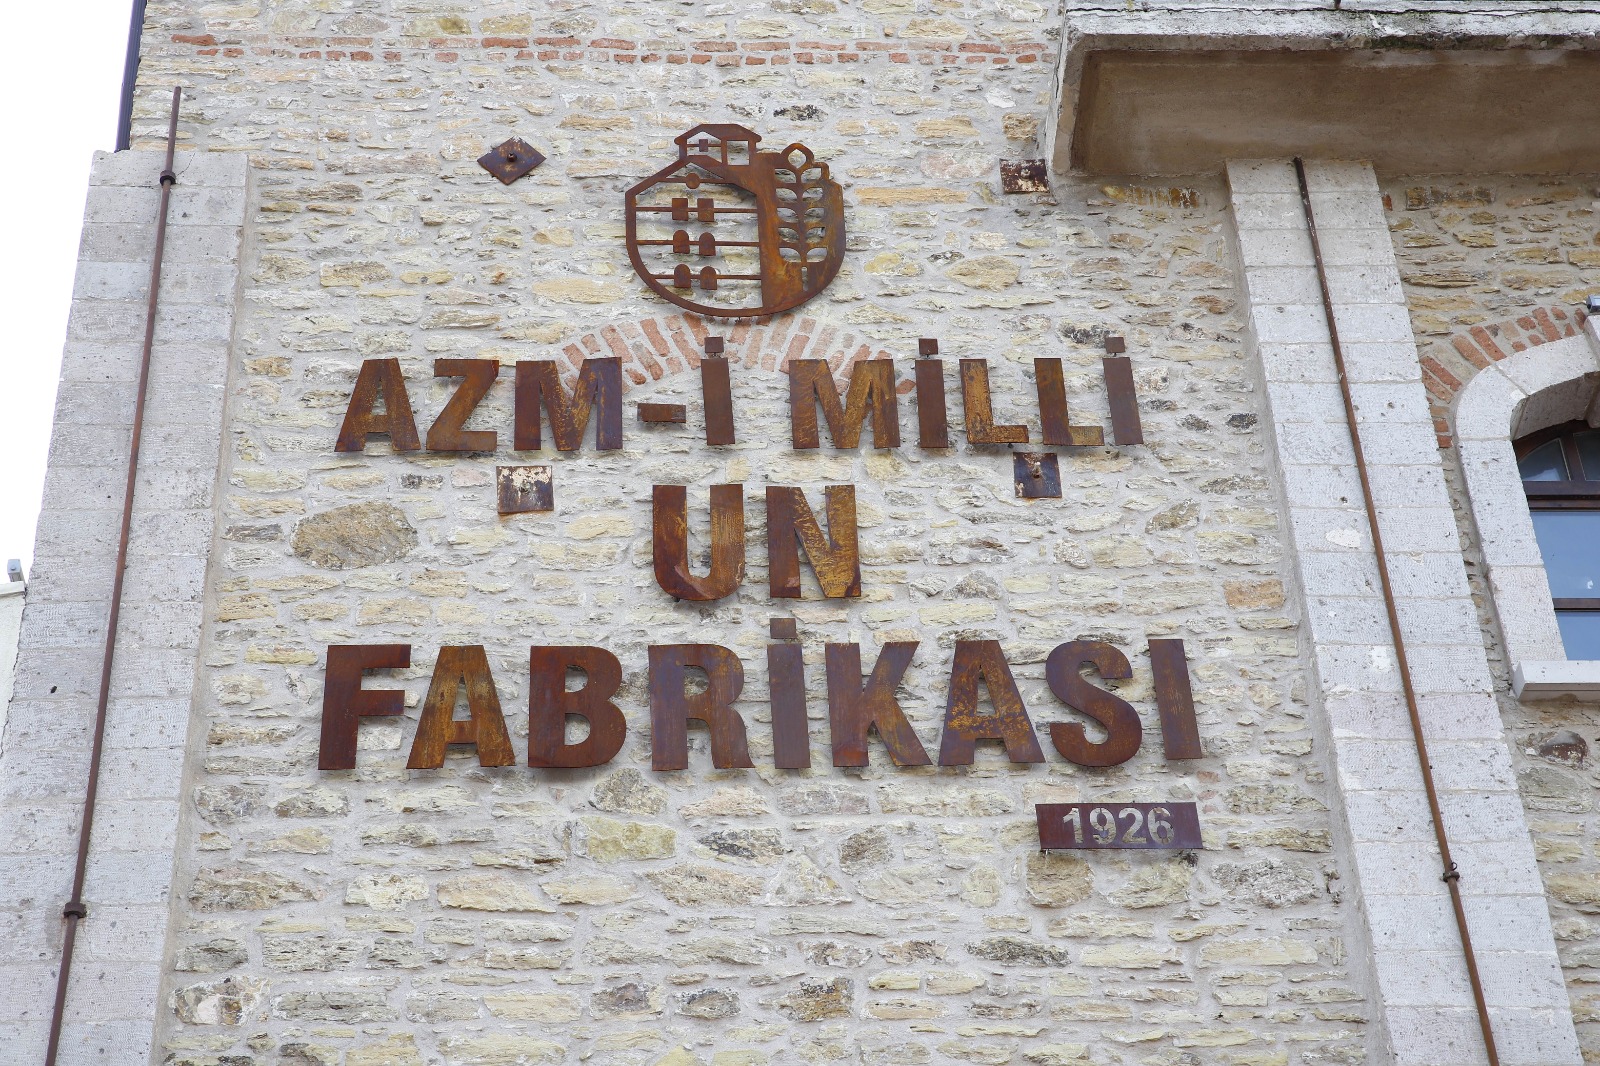 AZM-İ MİLLİ
UN
FABRİKASI
1926